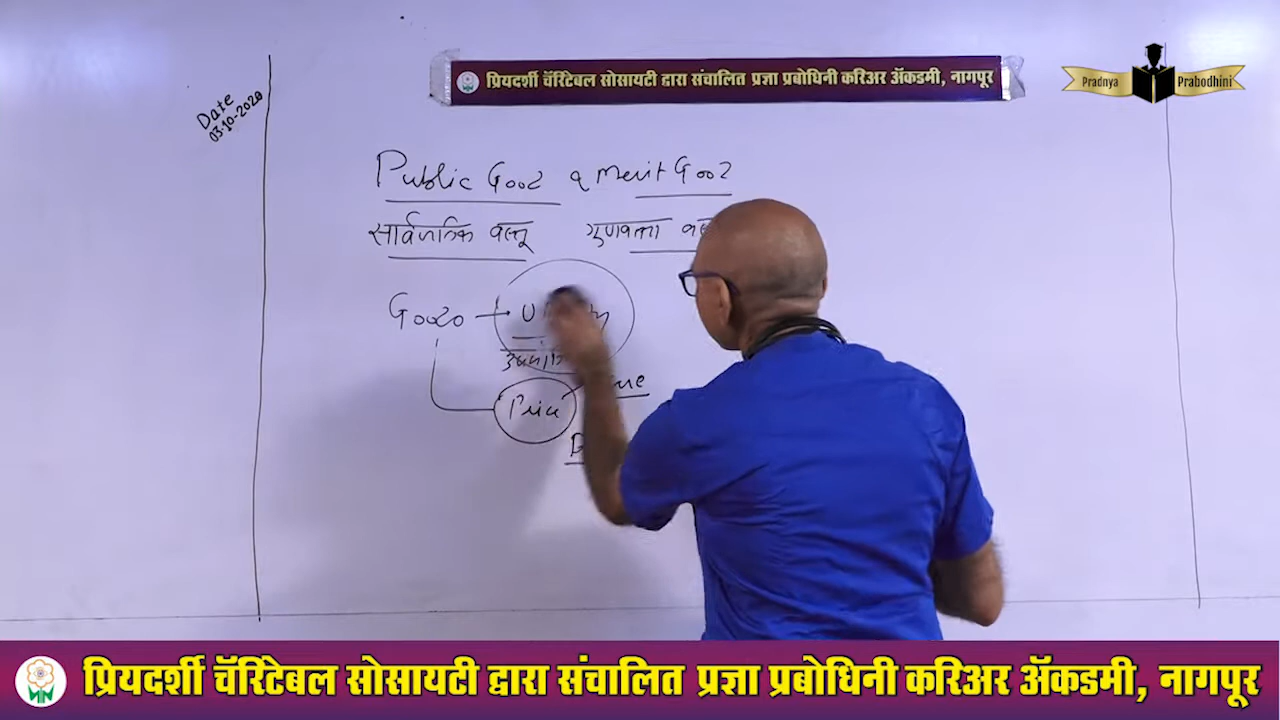 प्रियदर्शी चॅरिटेबल सोसायटी द्वारा संचालित प्रज्ञा प्रबोधिनी करिअर ॲकडमी, नागपूर
Pradnya Prabodhini
Date
03-10-2020
Public Good व Merit Good
सार्वजनिक वस्तू गुणवत्ता
Goods
Price
प्रियदर्शी चॅरिटेबल सोसायटी द्वारा संचालित प्रज्ञा प्रबोधिनी करिअर ॲकडमी, नागपूर